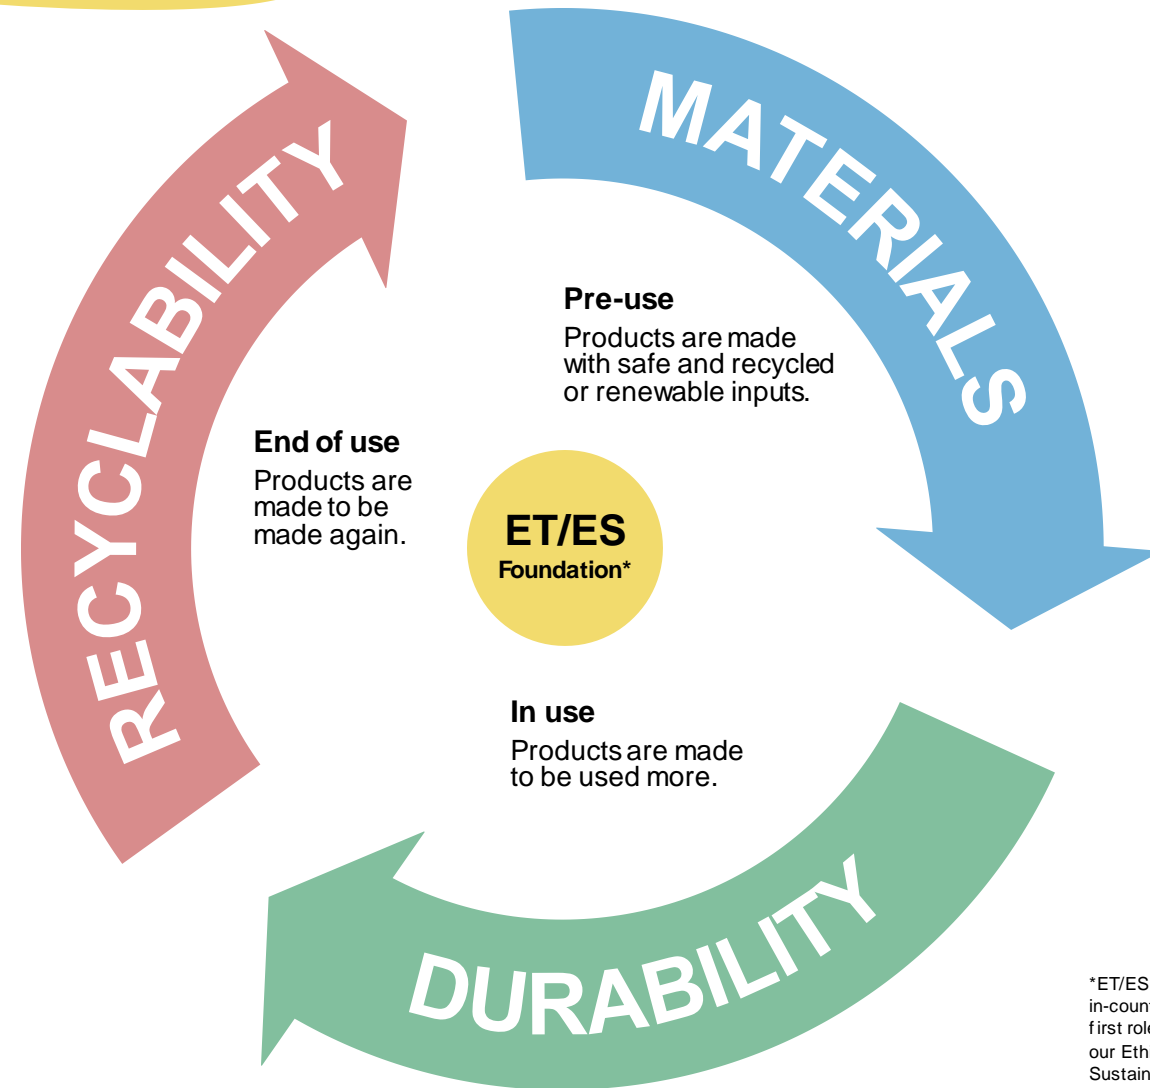 MATERIALS
RECYCLABILITY
Pre-use
Products are made
with safe and recycled
or renewable inputs.
End of use
Products are
made to be
made again.
ET/ES
Foundation*
In use
Products are made
to be used more.
DURABILITY
*ET/ES
first
our